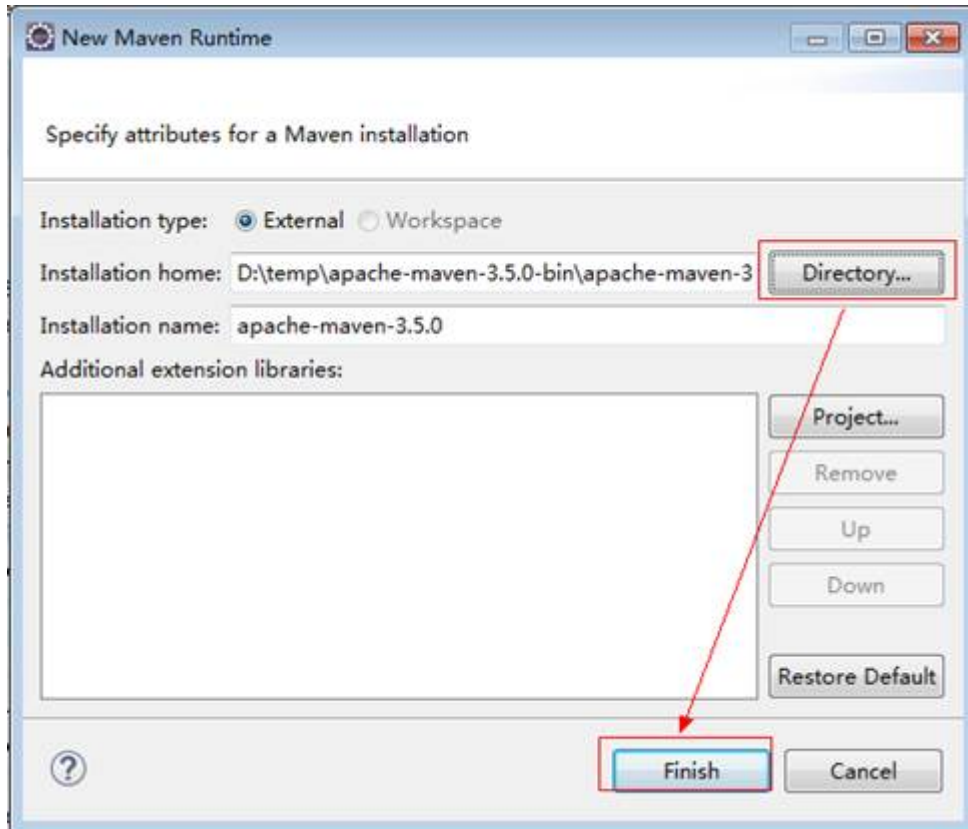 New Maven Runtime
Specify attributes for a Maven installation
Installation type: External Workspace
Installation home: D:\temp\apache-maven-3.5.0-bin\apache-maven-3 Directory...
Installation name: apache-maven-3.5.0
Additional extension libraries:
Project...
Remove
Up
Down
Restore Default
Finish Cancel